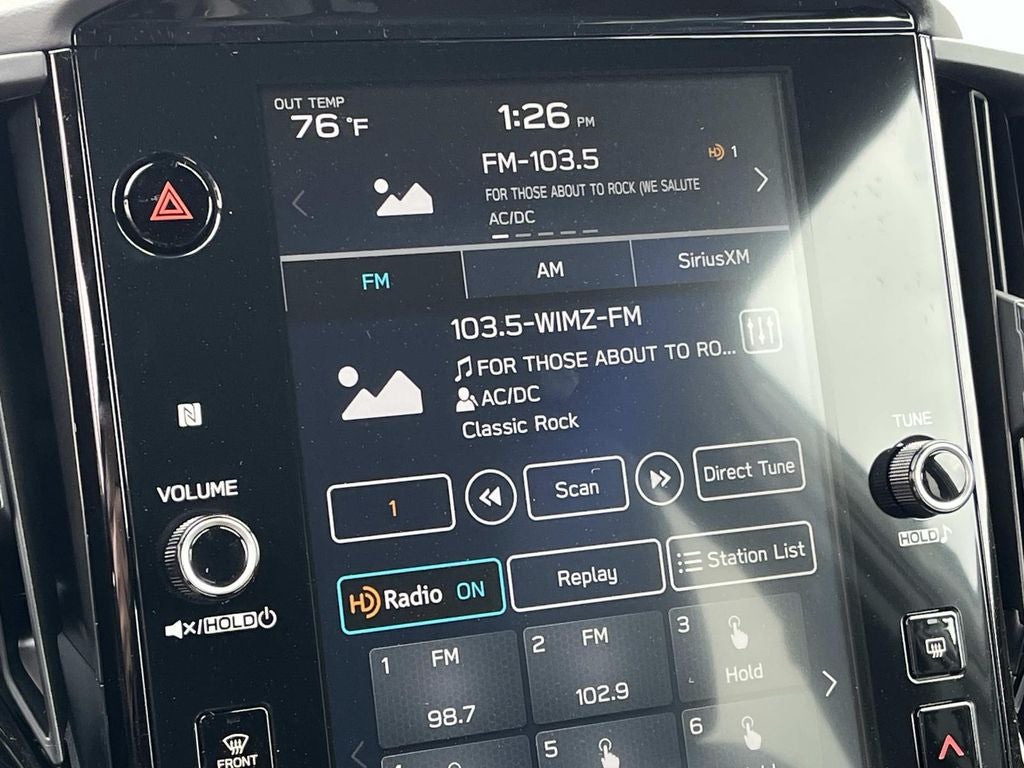 OUT TEMP
76 °F
1:26 PM
FM-103.5
HD 1
FOR THOSE ABOUT TO ROCK (WE SALUTE
AC/DC
FM
AM
SiriusXM
103.5-WIMZ-FM
FOR THOSE ABOUT TO RO...
AC/DC
Classic Rock
N
TUNE
VOLUME
1
Scan
Direct Tune
HOLD
HD Radio ON
Replay
Station List
/HOLD
1 FM
98.7
2 FM
102.9
3
Hold
5
6
FRONT